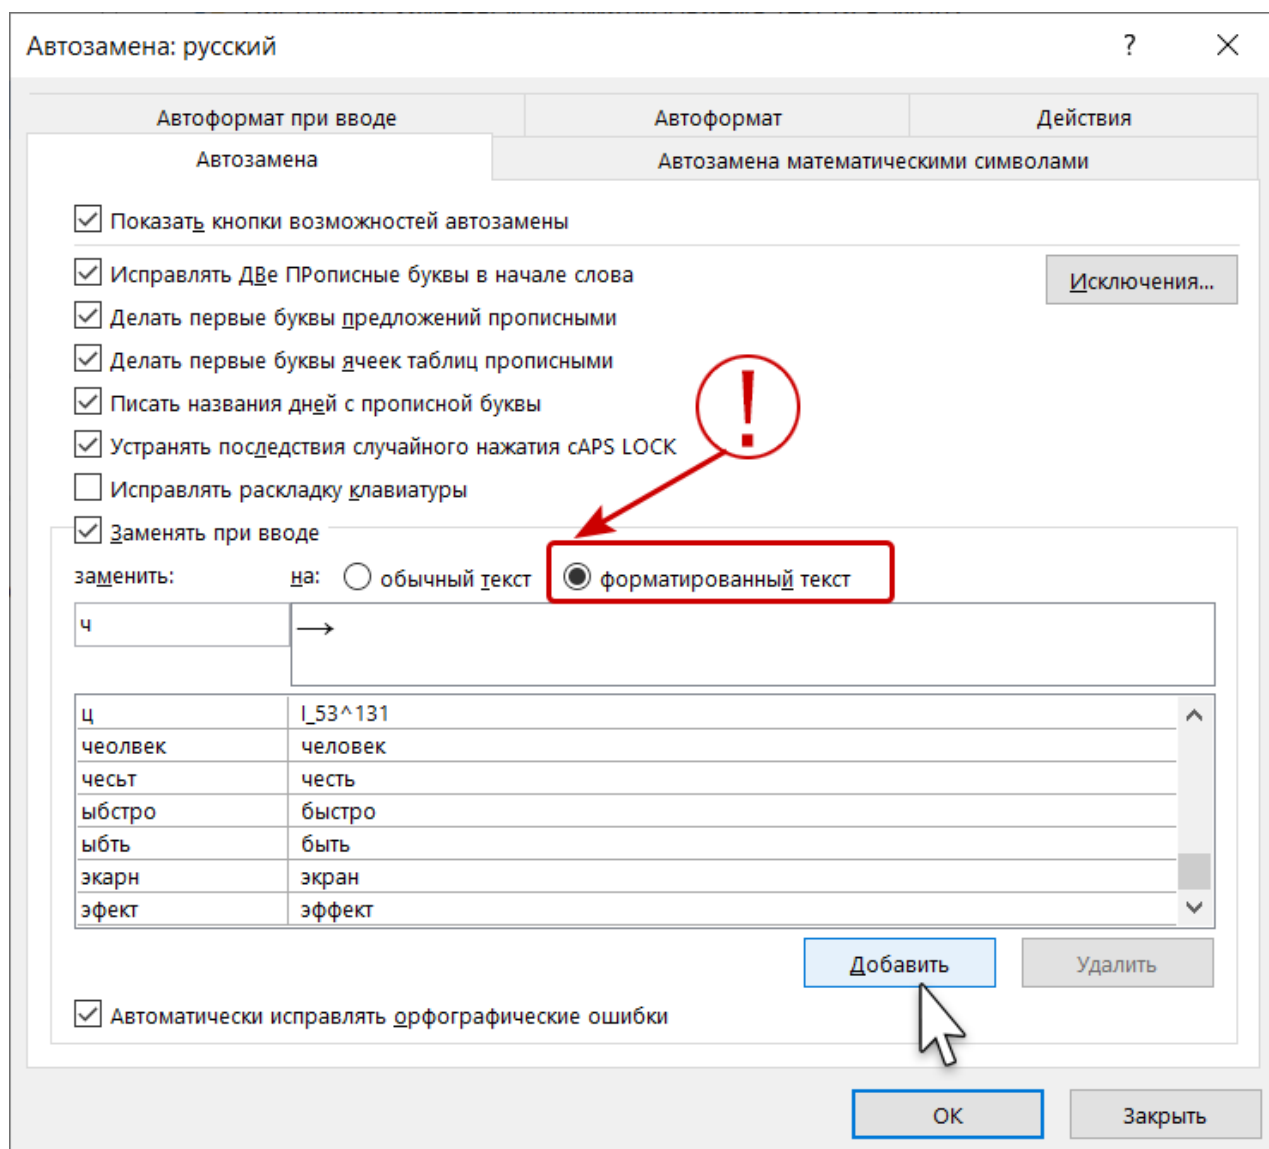 Автозамена: русский ?
Автоформат при вводе Автоформат Действия
Автозамена Автозамена математическими символами
Показать кнопки возможностей автозамены
Исправлять ДВе ПРописные буквы в начале слова Исключения...
Делать первые буквы предложений прописными
Делать первые буквы ячеек таблиц прописными
!
Писать названия дней с прописной буквы
Устранять последствия случайного нажатия cAPS LOCK
Исправлять раскладку клавиатуры
Заменять при вводе
заменить: на: обычный текст форматированный текст
ч →
ц I_53^131
чеолвек человек
чесьт честь
ыбстро быстро
ыбть быть
экарн экран
эфект эффект
Добавить Удалить
Автоматически исправлять орфографические ошибки
ОК Закрыть